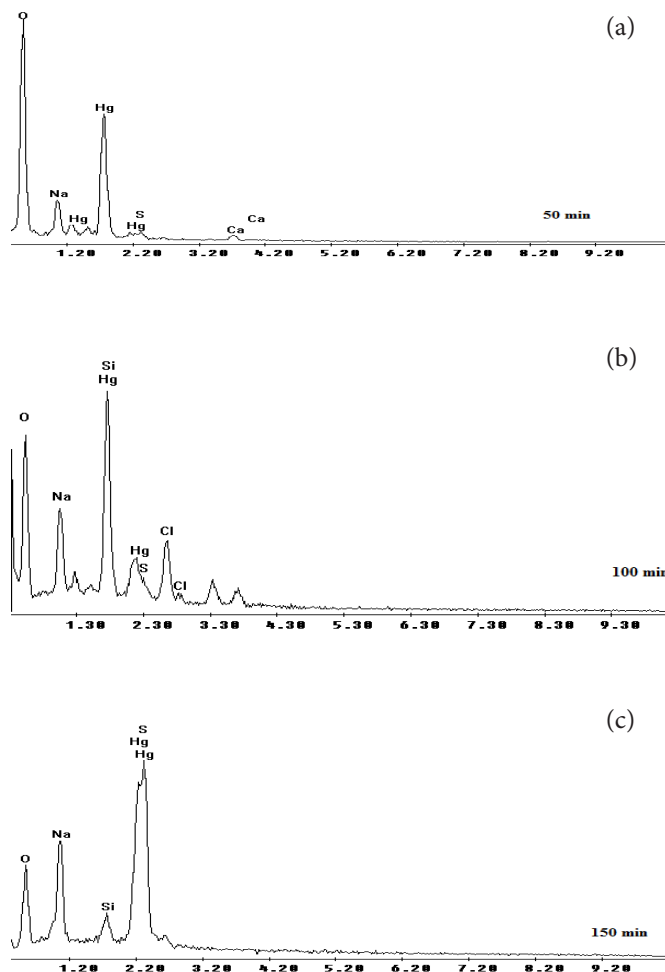 (a)
O
Hg
Na
Hg
S
Hg
Ca
Ca
50 min
1.20 2.20 3.20 4.20 5.20 6.20 7.20 8.20 9.20
(b)
Si
Hg
O
Na
Cl
Hg
S
Cl
100 min
1.30 2.30 3.30 4.30 5.30 6.30 7.30 8.30 9.30
(c)
S
Hg
Hg
Na
O
Si
150 min
1.20 2.20 3.20 4.20 5.20 6.20 7.20 8.20 9.20